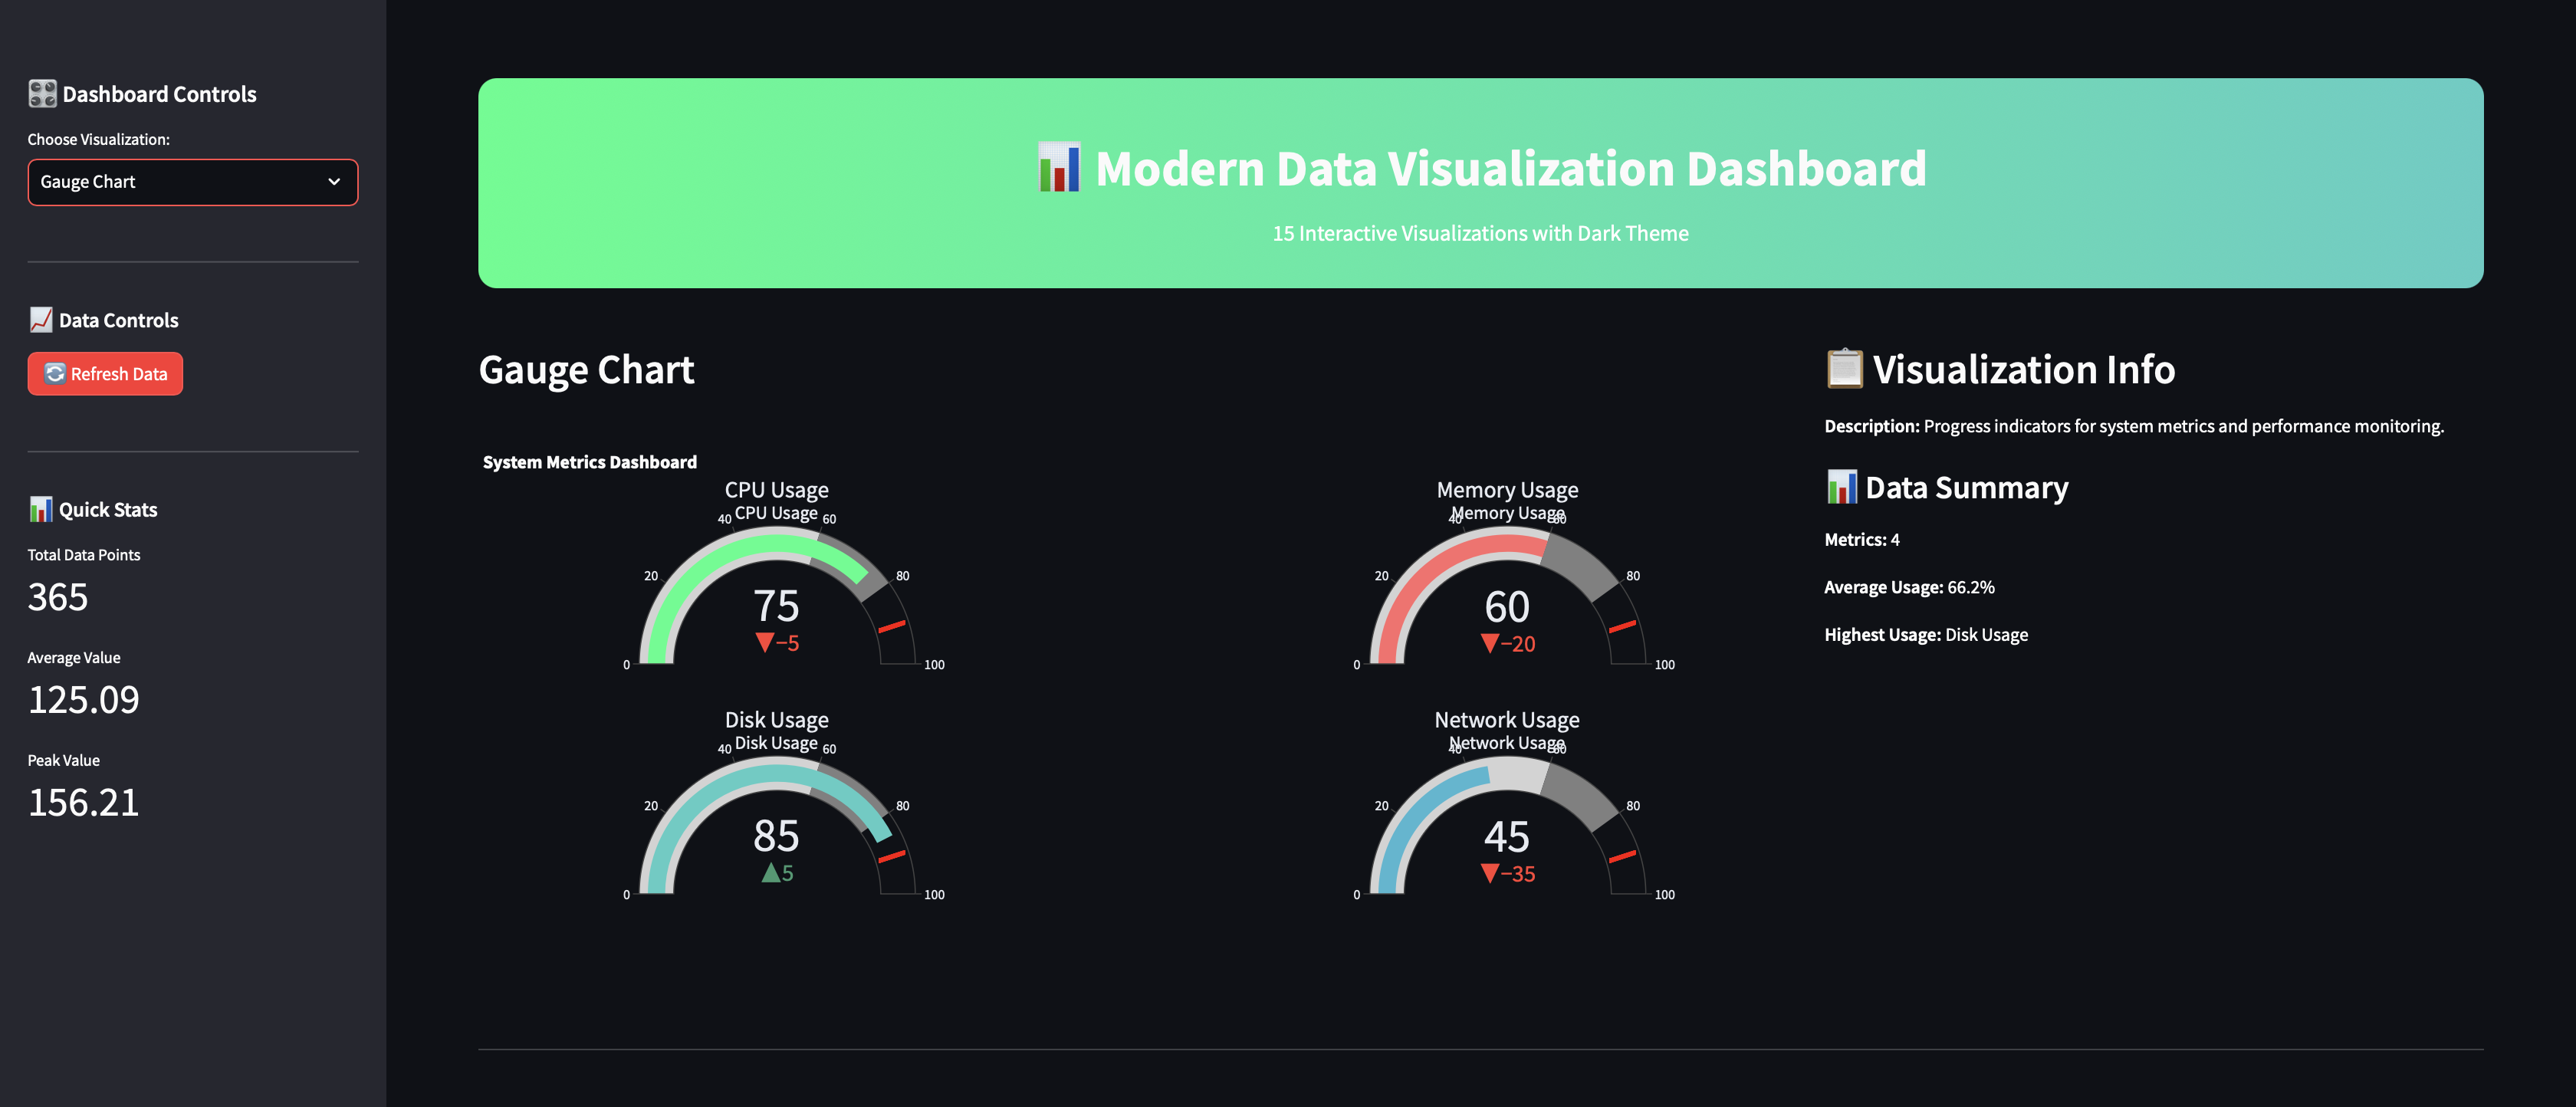 Dashboard Controls
Choose Visualization:
Gauge Chart
Data Controls
Refresh Data
Quick Stats
Total Data Points
365
Average Value
125.09
Peak Value
156.21
Modern Data Visualization Dashboard
15 Interactive Visualizations with Dark Theme
Gauge Chart
System Metrics Dashboard
CPU Usage
CPU Usage
0
20
40
60
80
100
75
▼−5
Memory Usage
Memory Usage
0
20
40
60
80
100
60
▼−20
Disk Usage
Disk Usage
0
20
40
60
80
100
85
▲5
Network Usage
Network Usage
0
20
40
60
80
100
45
▼−35
Visualization Info
Description: Progress indicators for system metrics and performance monitoring.
Data Summary
Metrics: 4
Average Usage: 66.2%
Highest Usage: Disk Usage